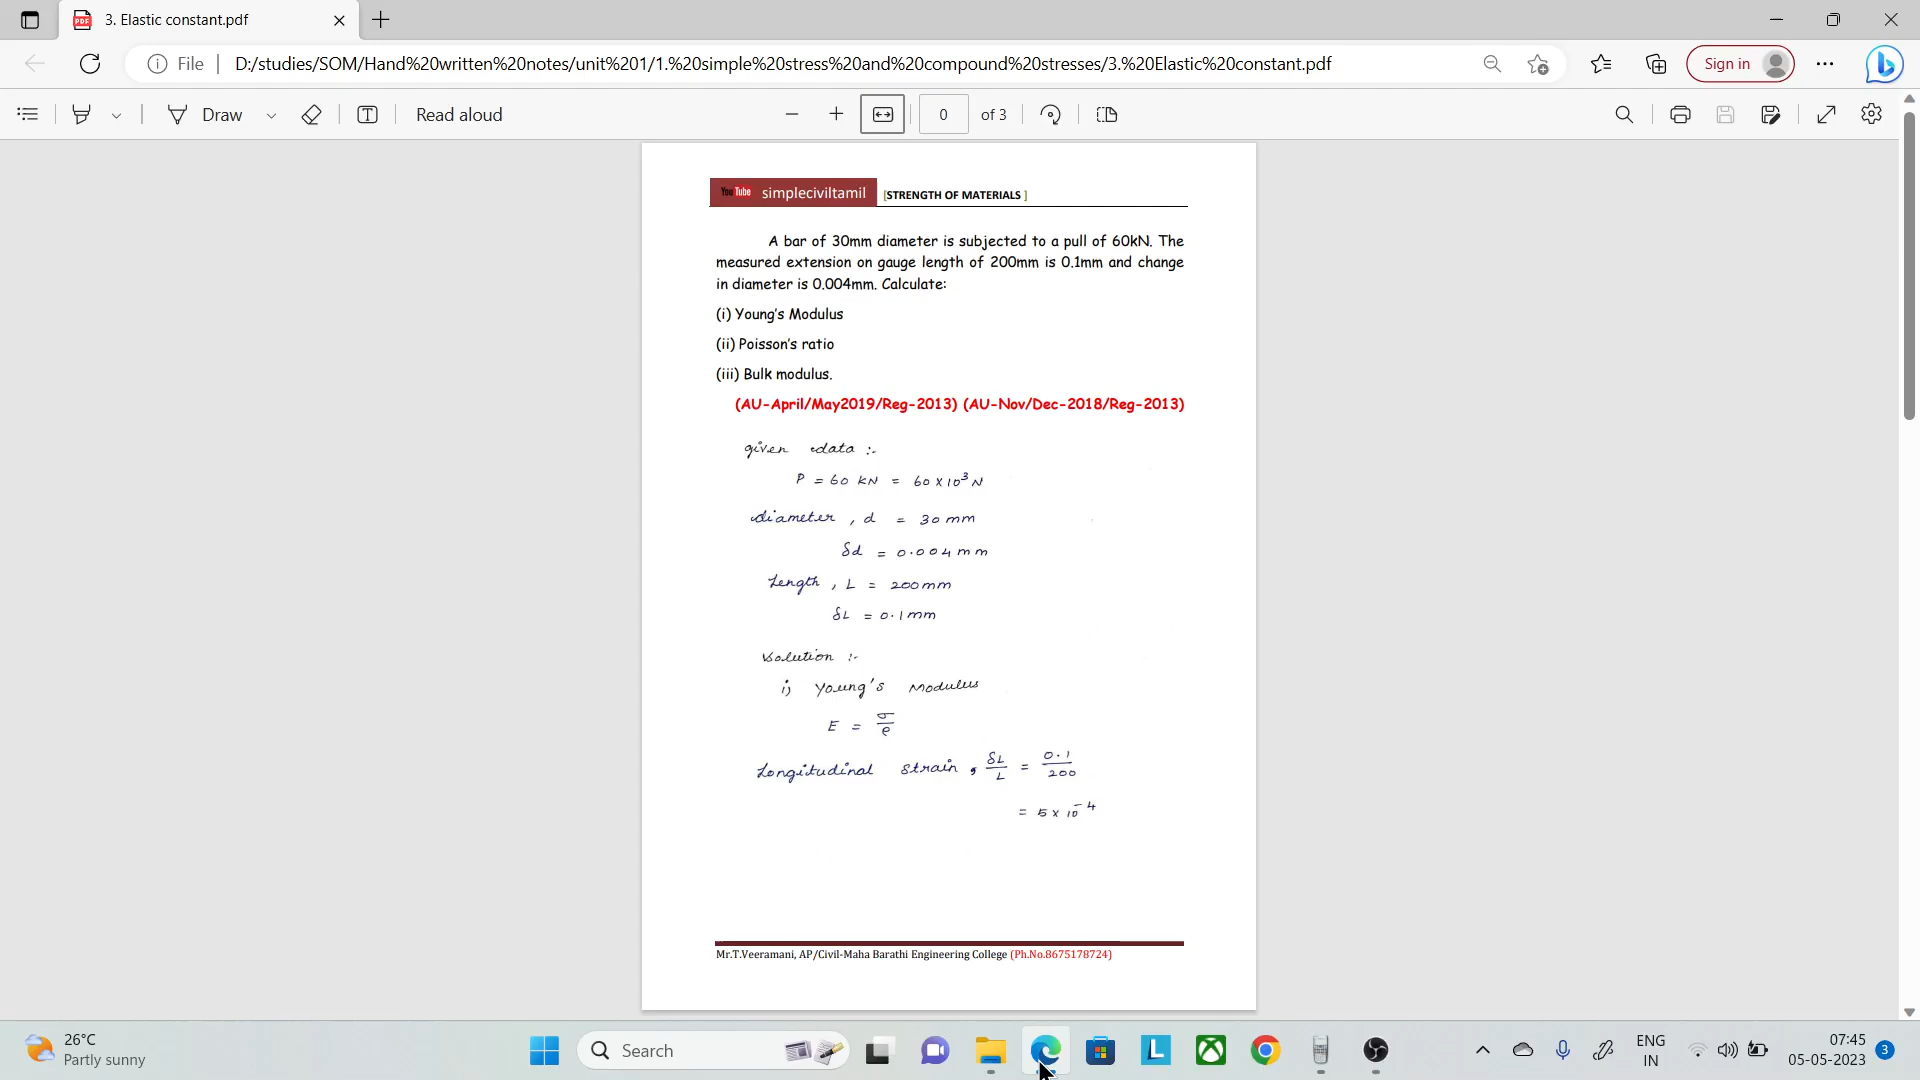 3. Elastic constant.pdf
File
D:/studies/SOM/Hand%20written%20notes/unit%201/1.%20simple%20stress%20and%20compound%20stresses/3.%20Elastic%20constant.pdf
Sign in
Draw
Read aloud
0 of 3
YouTube simpleciviltamil [STRENGTH OF MATERIALS ]
A bar of 30mm diameter is subjected to a pull of 60kN. The
measured extension on gauge length of 200mm is 0.1mm and change
in diameter is 0.004mm. Calculate:
(i) Young's Modulus
(ii) Poisson's ratio
(iii) Bulk modulus.
(AU-April/May2019/Reg-2013) (AU-Nov/Dec-2018/Reg-2013)
given data :-
P = 60 KN = 60 x 10³ N
diameter, d = 30 mm
δd = 0.004 mm
Length, L = 200mm
δL = 0.1mm
Solution :-
i) Young's Modulus
E = σ/e
Longitudinal strain, δL/L = 0.1/200
= 5 x 10⁻⁴
Mr.T.Veeramani, AP/Civil-Maha Barathi Engineering College (Ph.No.8675178724)
26°C
Partly sunny
Search
ENG
IN
07:45
05-05-2023
3